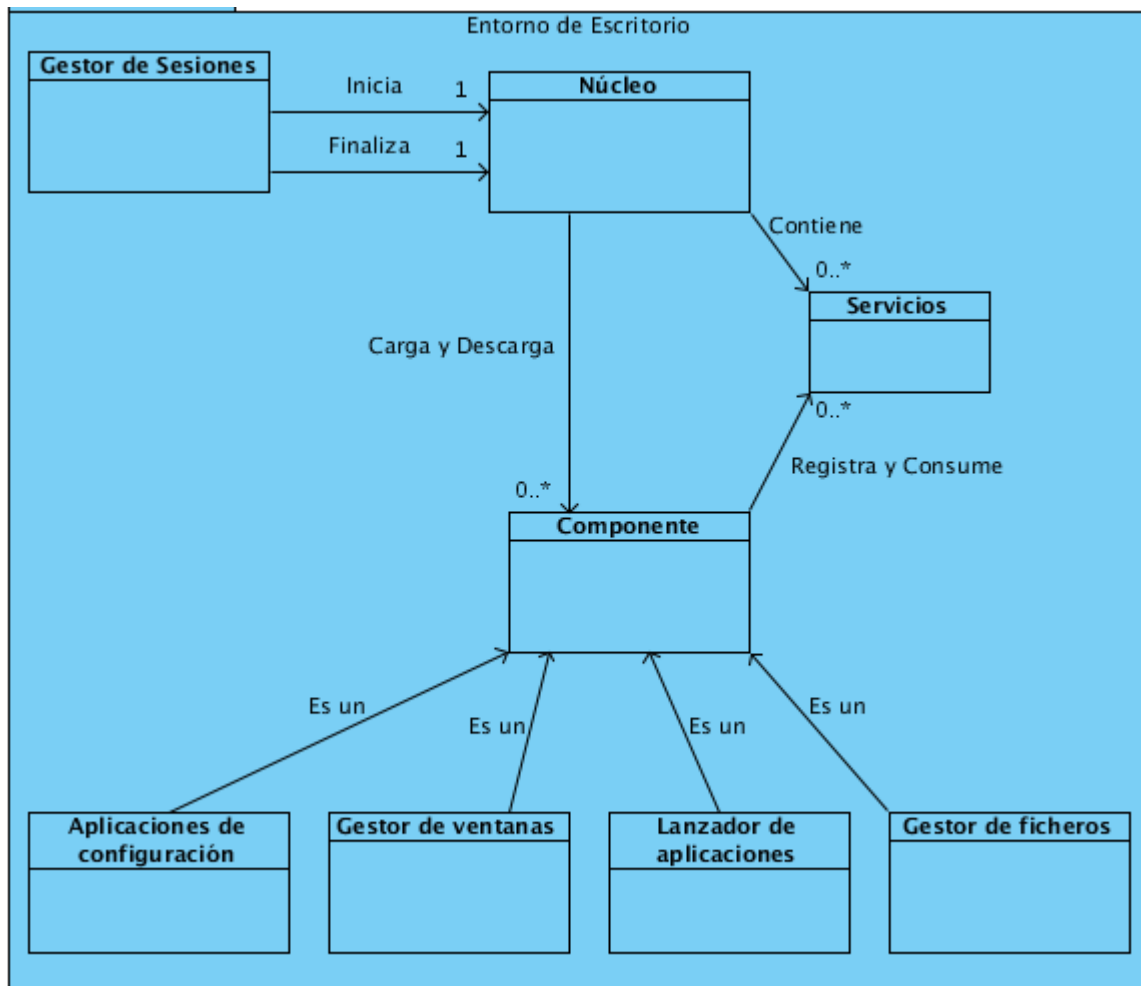 Entorno de Escritorio
Gestor de Sesiones
Inicia
1
Núcleo
Finaliza
1
Contiene
0..*
Servicios
Carga y Descarga
0..*
Registra y Consume
0..*
Componente
Es un
Es un
Es un
Es un
Aplicaciones de
configuración
Gestor de ventanas
Lanzador de
aplicaciones
Gestor de ficheros